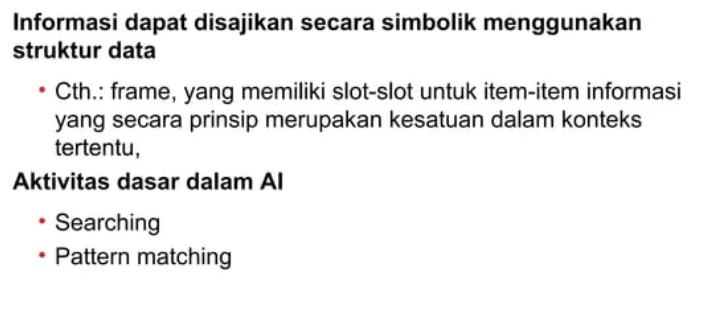 Informasi dapat disajikan secara simbolik menggunakan
struktur data
• Cth.: frame, yang memiliki slot-slot untuk item-item informasi
yang secara prinsip merupakan kesatuan dalam konteks
tertentu,
Aktivitas dasar dalam AI
• Searching
• Pattern matching